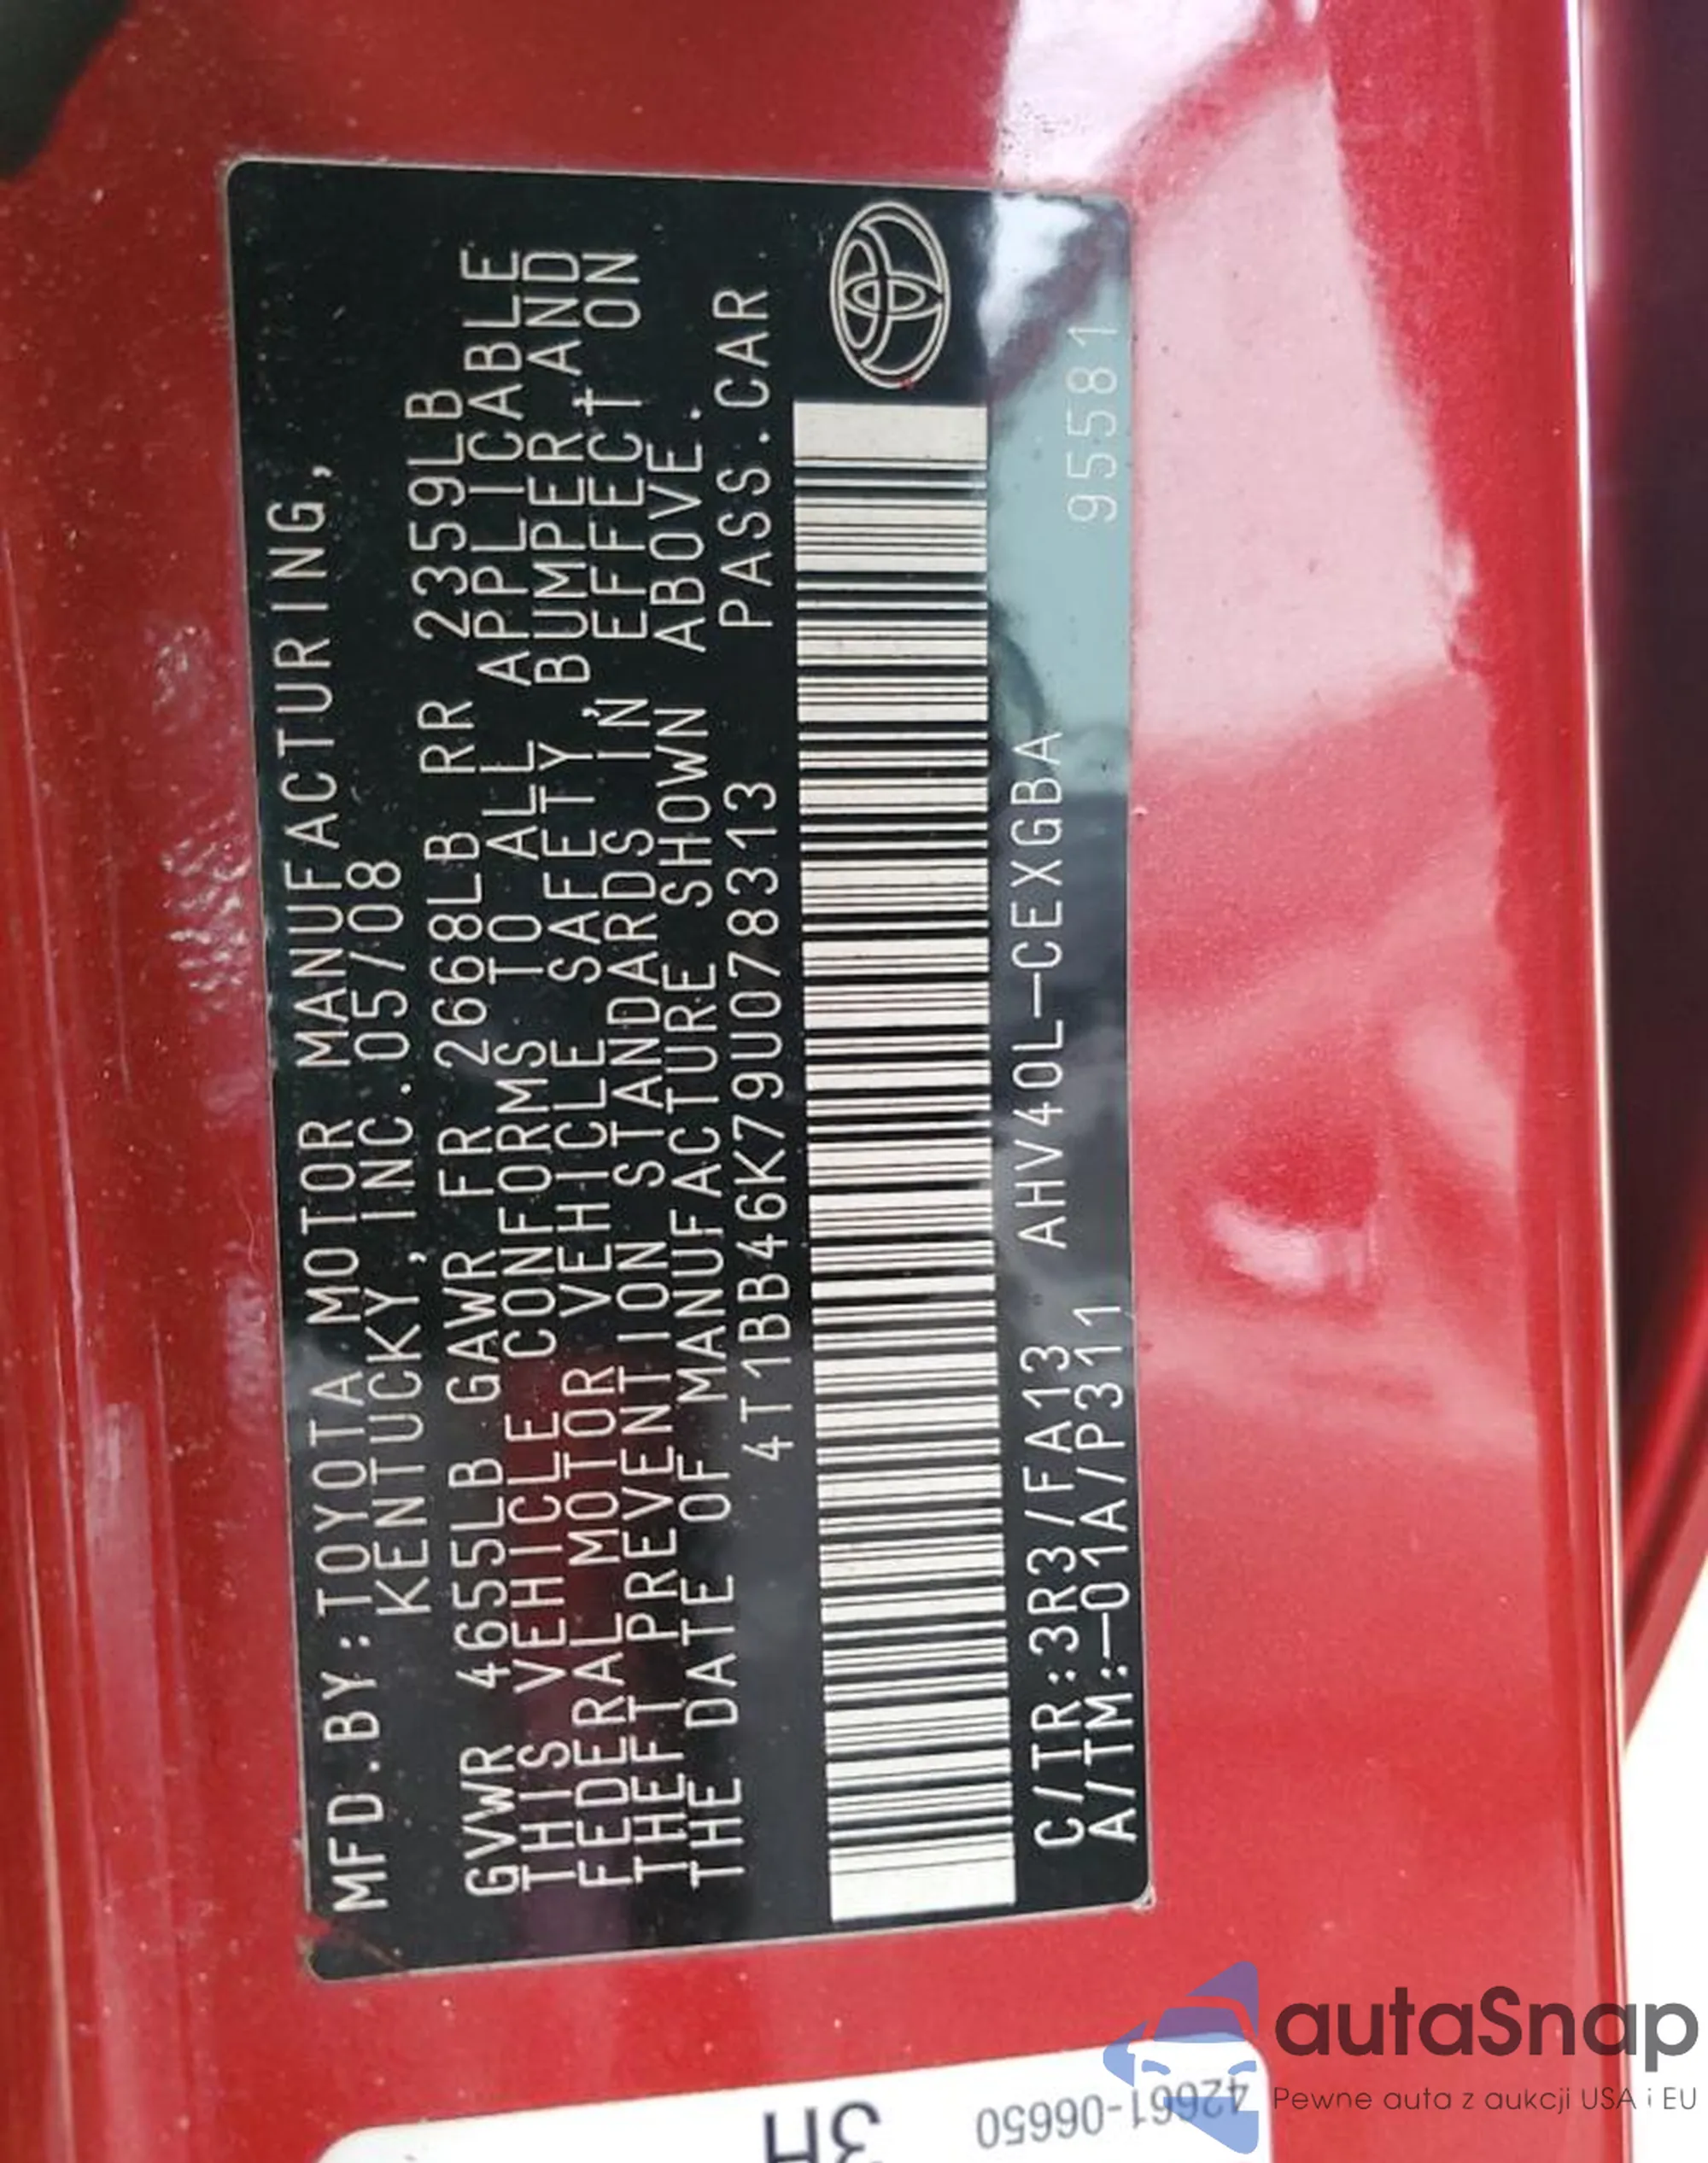 MFD.BY:TOYOTA MOTOR MANUFACTURING,
KENTUCKY, INC.05/08
GVWR 4655LB GAWR FR 2668LB RR 2359LB
THIS VEHICLE CONFORMS TO ALL APPLICABLE
FEDERAL MOTOR VEHICLE SAFETY, BUMPER AND
THEFT PREVENTION STANDARDS IN EFFECT ON
THE DATE OF MANUFACTURE SHOWN ABOVE.
4T1BB46K79U078313 PASS.CAR
C/TR:3R3/FA13 AHV40L-CEXGBA
A/TM:-01A/P311 95581
42661-06650
3H
autaSnap
Pewne auta z aukcji USA i EU